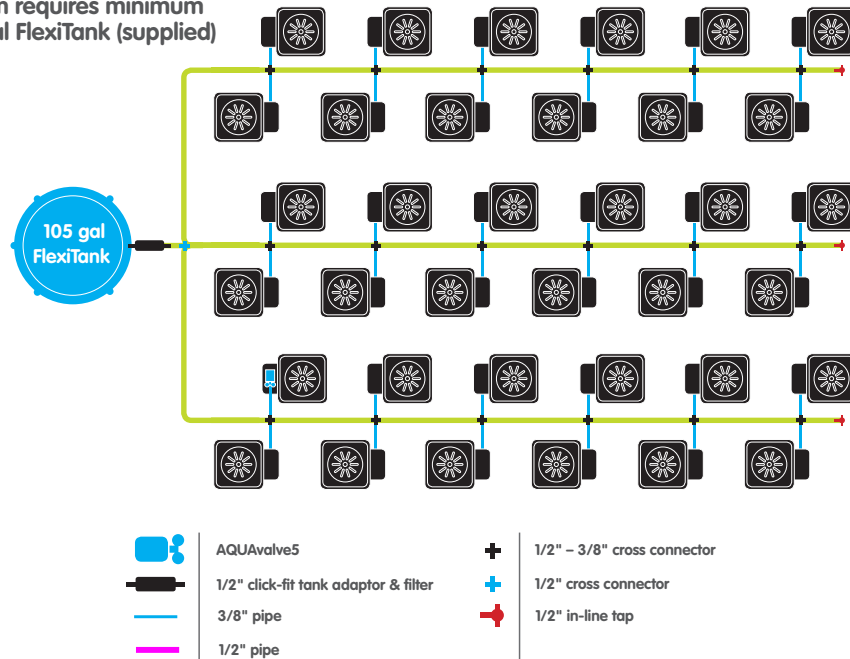 requires minimum
FlexiTank (supplied)
105 gal
FlexiTank
AQUAvalve5
1/2" click-fit tank adaptor & filter
3/8" pipe
1/2" pipe
1/2" – 3/8" cross connector
1/2" cross connector
1/2" in-line tap